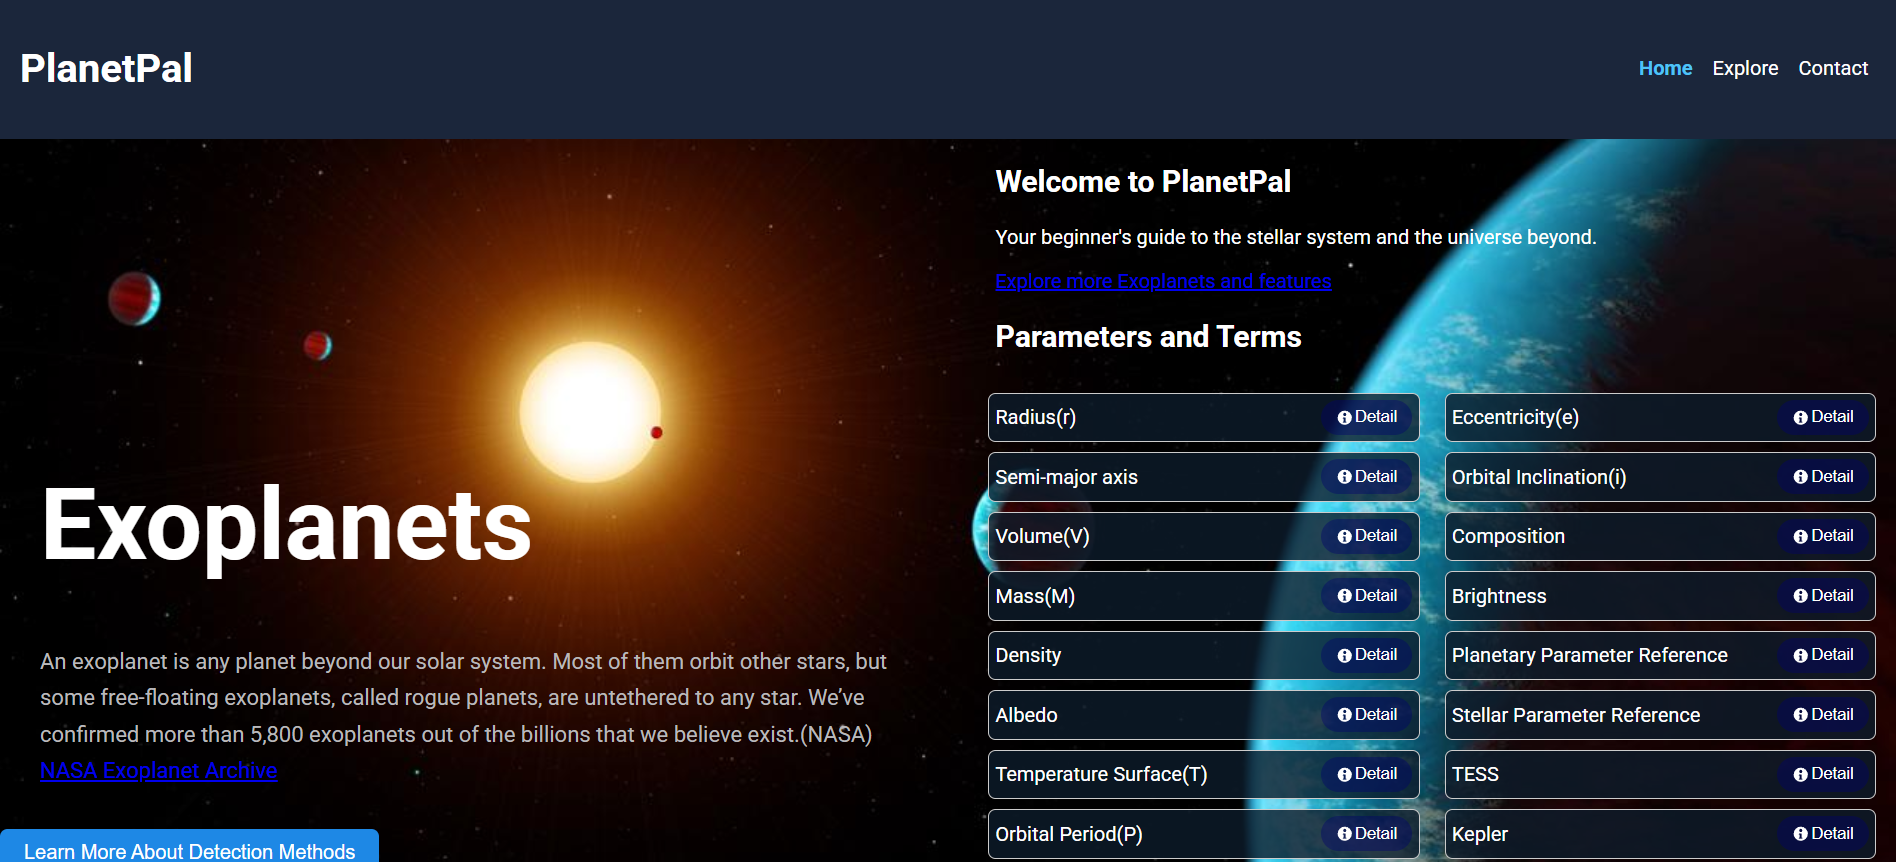 PlanetPal
Home Explore Contact
Exoplanets
An exoplanet is any planet beyond our solar system. Most of them orbit other stars, but
some free-floating exoplanets, called rogue planets, are untethered to any star. We’ve
confirmed more than 5,800 exoplanets out of the billions that we believe exist.(NASA)
NASA Exoplanet Archive
Learn More About Detection Methods
Welcome to PlanetPal
Your beginner's guide to the stellar system and the universe beyond.
Explore more Exoplanets and features
Parameters and Terms
Radius(r) Detail
Eccentricity(e) Detail
Semi-major axis Detail
Orbital Inclination(i) Detail
Volume(V) Detail
Composition Detail
Mass(M) Detail
Brightness Detail
Density Detail
Planetary Parameter Reference Detail
Albedo Detail
Stellar Parameter Reference Detail
Temperature Surface(T) Detail
TESS Detail
Orbital Period(P) Detail
Kepler Detail